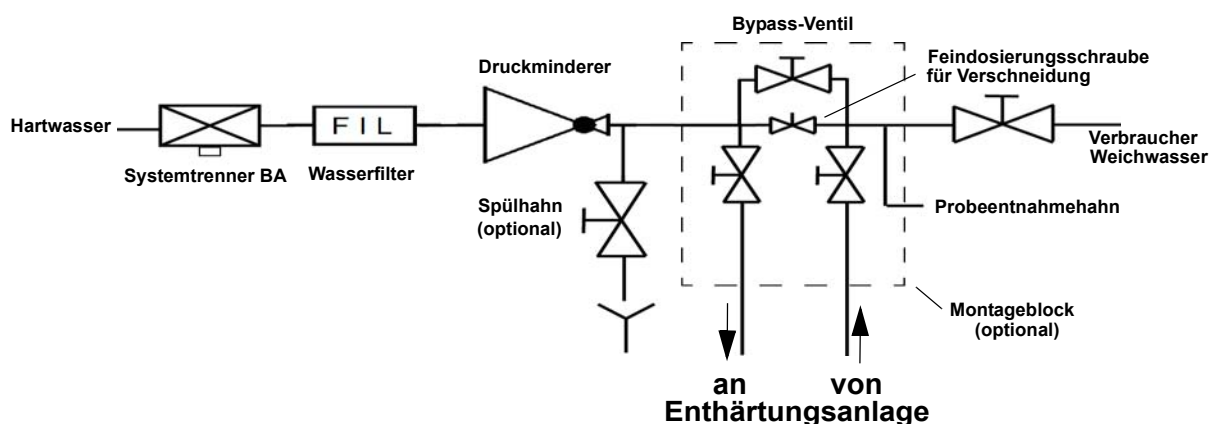 Bypass-Ventil
Feindosierungsschraube
für Verschneidung
Druckminderer
Hartwasser
FIL
Verbraucher
Weichwasser
Systemtrenner BA
Wasserfilter
Spülhahn
(optional)
Probeentnahmehahn
Montageblock
(optional)
an von
Enthärtungsanlage